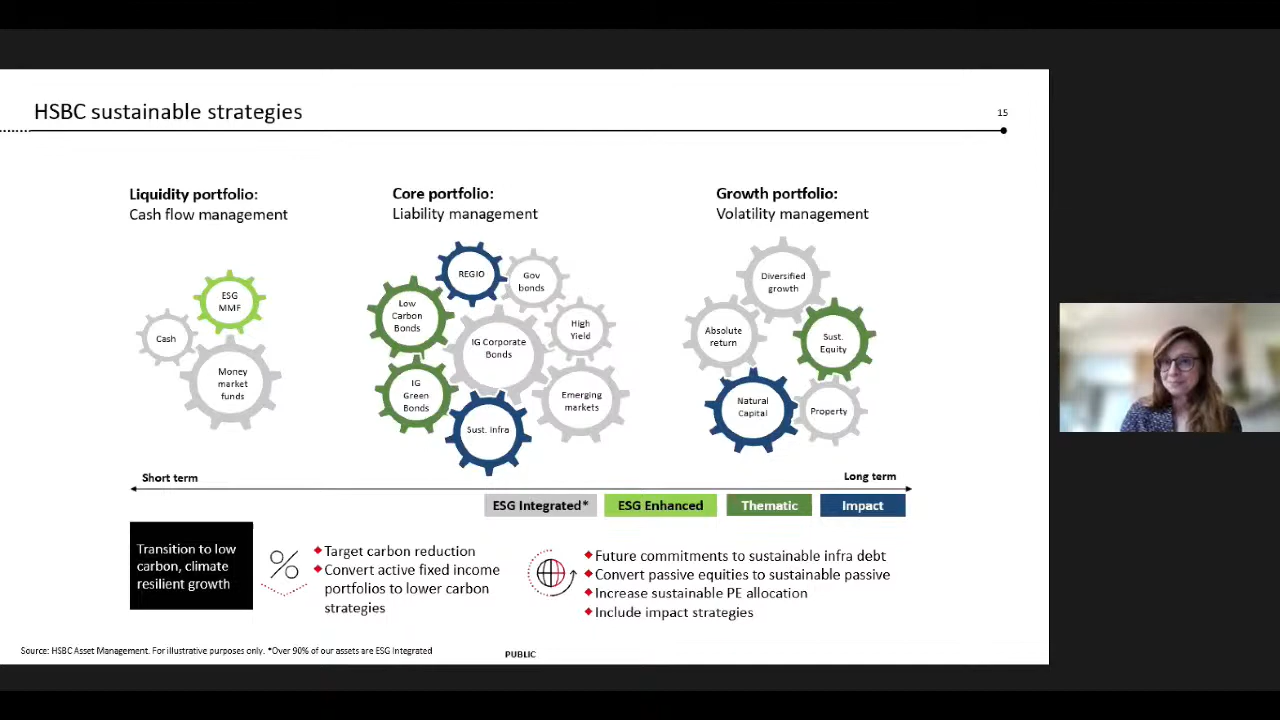 HSBC sustainable strategies
15
Liquidity portfolio:
Cash flow management
Core portfolio:
Liability management
Growth portfolio:
Volatility management
ESG
MMF
Cash
Money
market
funds
REGIO
Gov
bonds
Low
Carbon
Bonds
High
Yield
IG Corporate
Bonds
IG
Green
Bonds
Emerging
markets
Sust. Infra
Diversified
growth
Absolute
return
Sust.
Equity
Natural
Capital
Property
Short term
Long term
ESG Integrated*
ESG Enhanced
Thematic
Impact
Transition to low
carbon, climate
resilient growth
%
Target carbon reduction
Convert active fixed income
portfolios to lower carbon
strategies
Future commitments to sustainable infra debt
Convert passive equities to sustainable passive
Increase sustainable PE allocation
Include impact strategies
Source: HSBC Asset Management. For illustrative purposes only. *Over 90% of our assets are ESG Integrated
PUBLIC